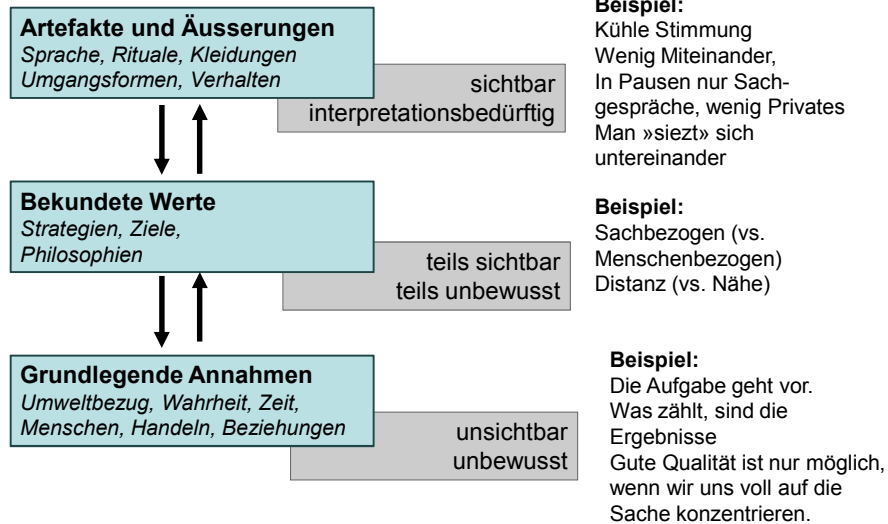 Beispiel:
Artefakte und Äusserungen
Sprache, Rituale, Kleidungen
Umgangsformen, Verhalten
sichtbar
interpretationsbedürftig
Kühle Stimmung
Wenig Miteinander,
In Pausen nur Sach-
gespräche, wenig Privates
Man »siezt» sich
untereinander
Bekundete Werte
Strategien, Ziele,
Philosophien
teils sichtbar
teils unbewusst
Beispiel:
Sachbezogen (vs.
Menschenbezogen)
Distanz (vs. Nähe)
Grundlegende Annahmen
Umweltbezug, Wahrheit, Zeit,
Menschen, Handeln, Beziehungen
unsichtbar
unbewusst
Beispiel:
Die Aufgabe geht vor.
Was zählt, sind die
Ergebnisse
Gute Qualität ist nur möglich,
wenn wir uns voll auf die
Sache konzentrieren.